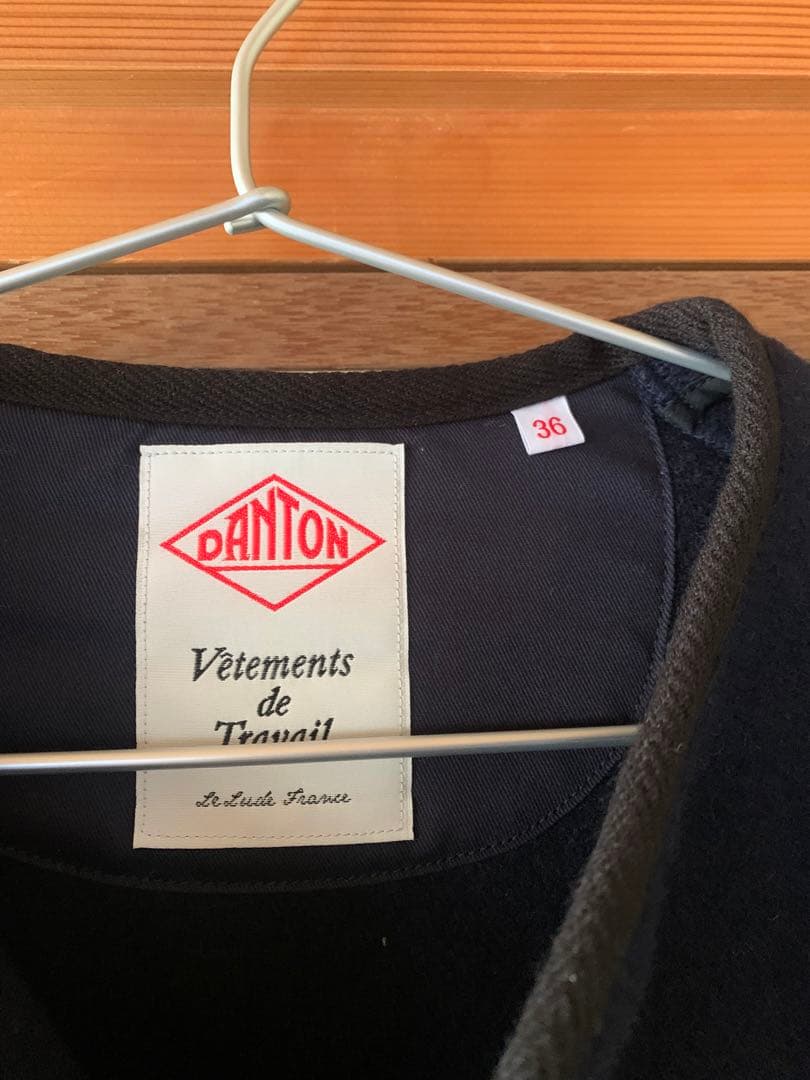 36
DANTON
Vêtements
de
Travail
Le Lude France